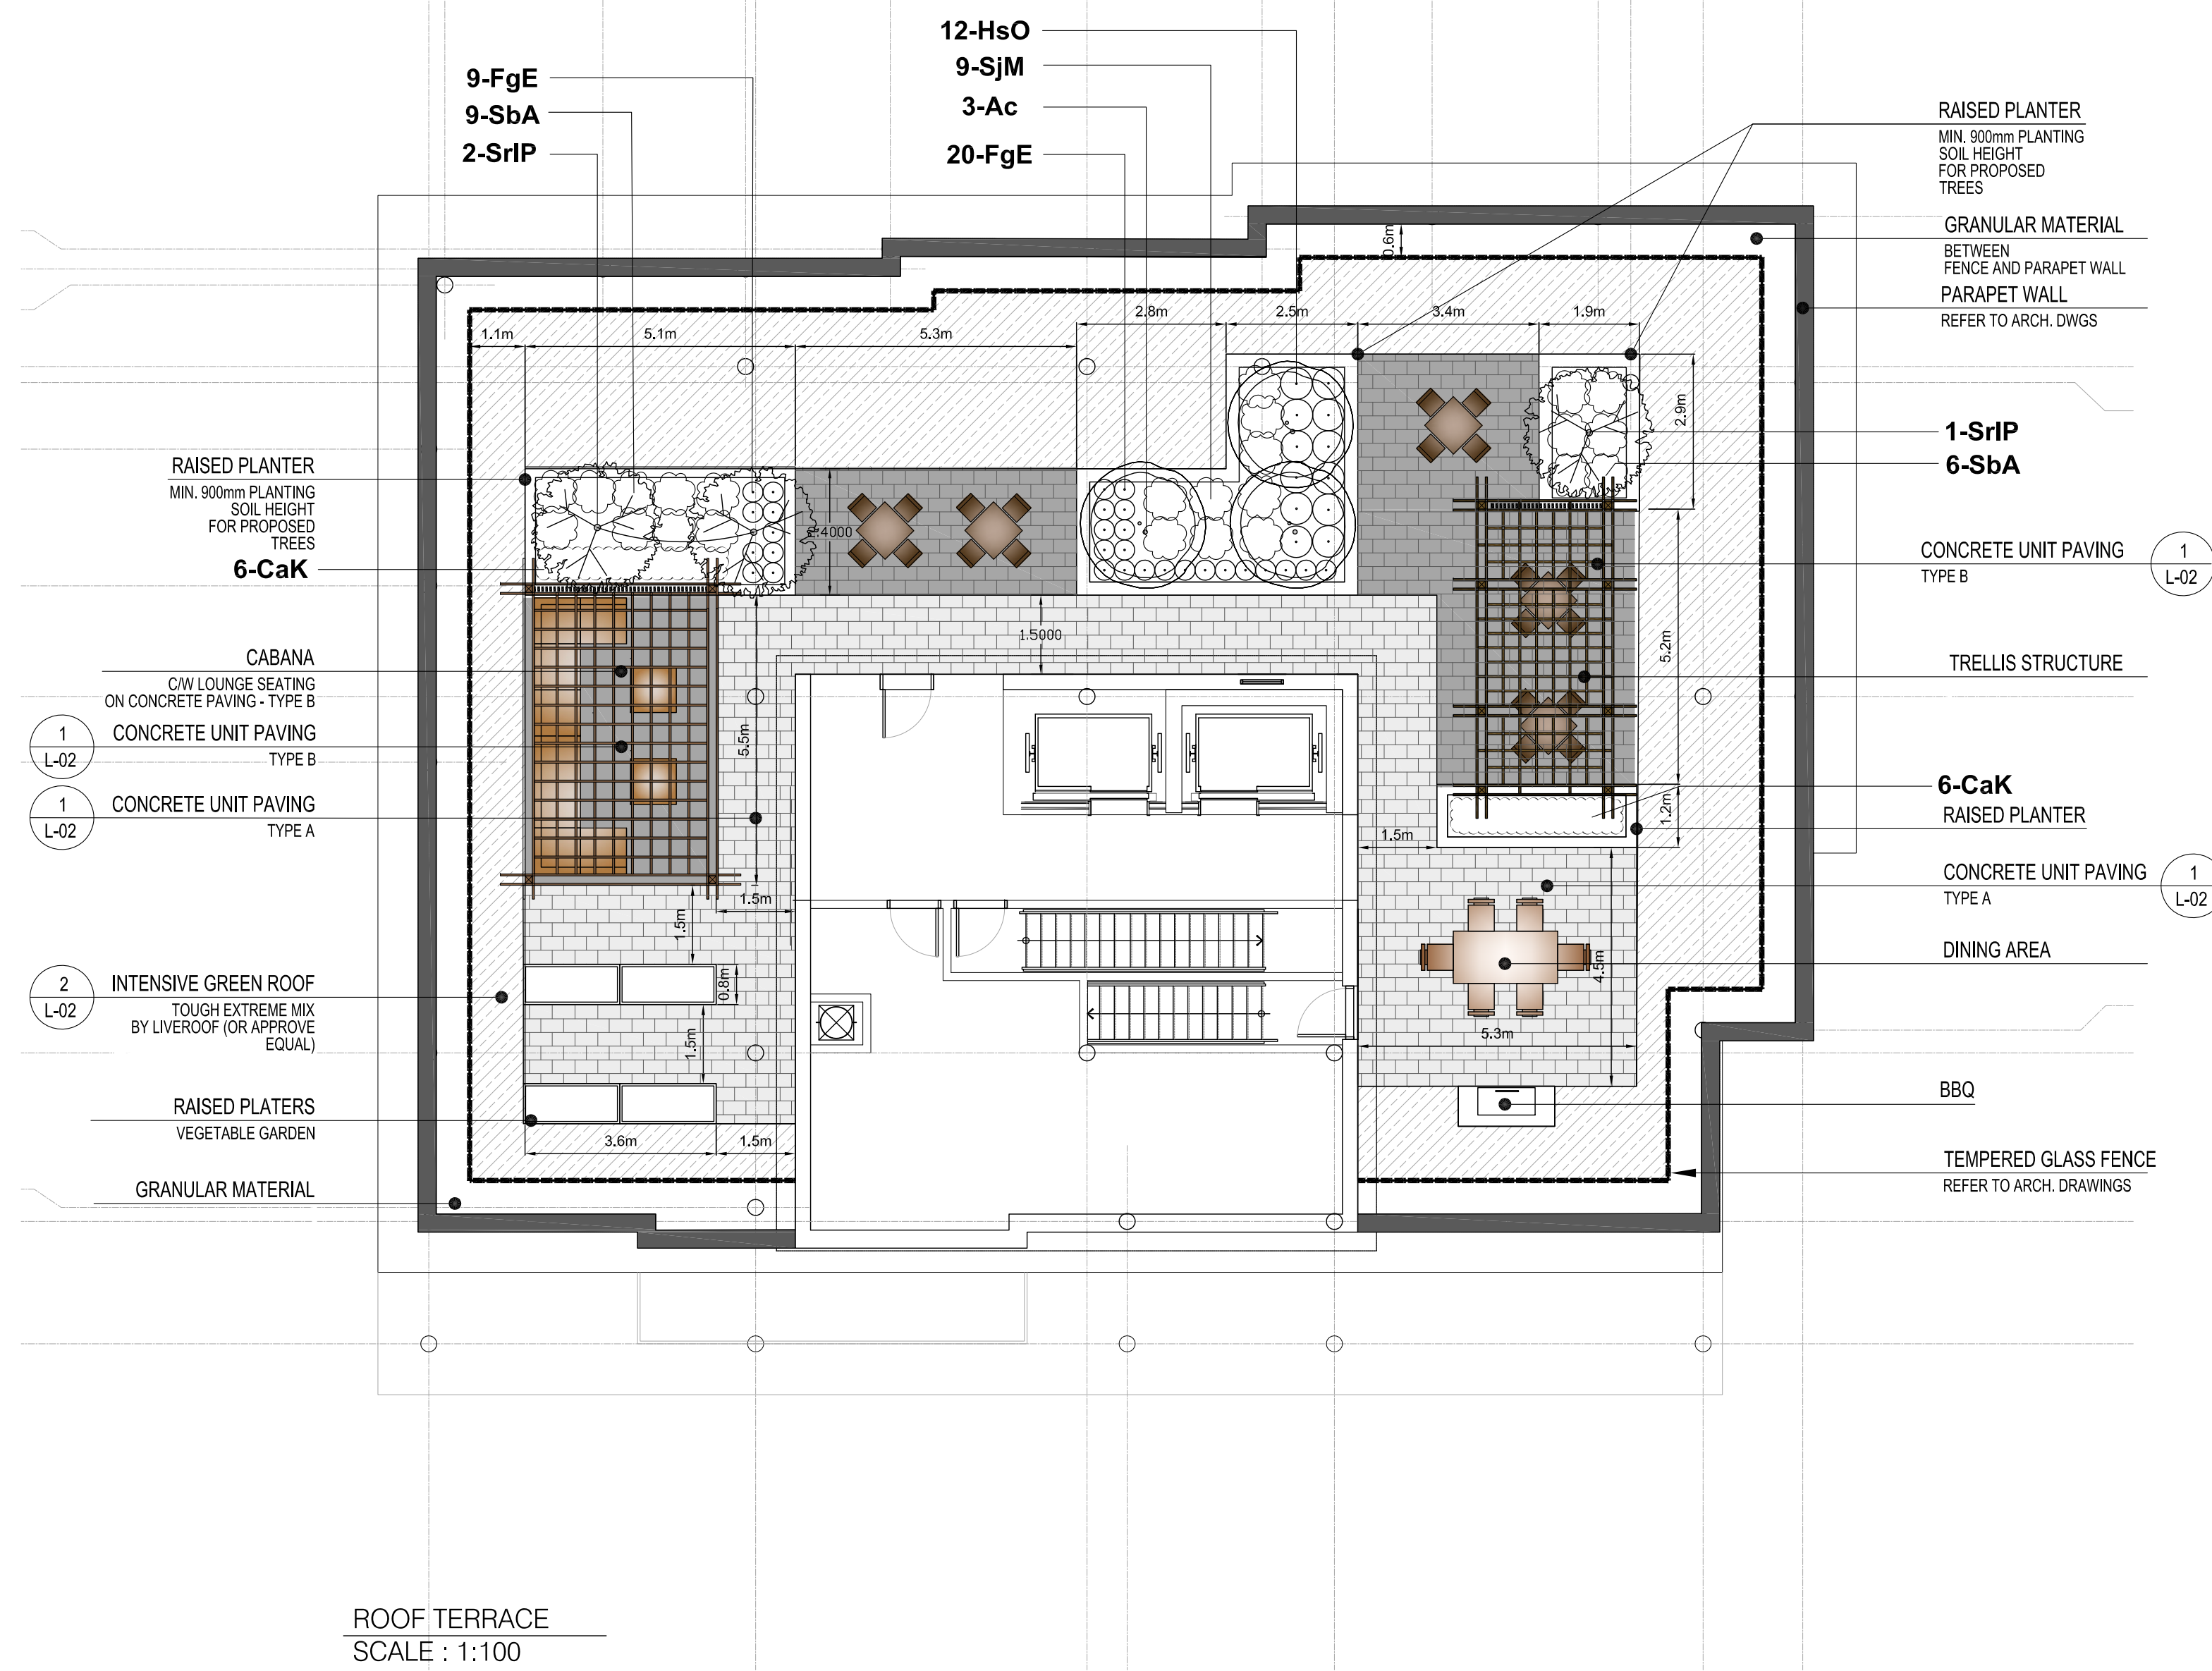 12-HsO
9-SjM
3-Ac
20-FgE
9-FgE
9-SbA
2-SrIP
RAISED PLANTER
MIN. 900mm PLANTING
SOIL HEIGHT
FOR PROPOSED
TREES
GRANULAR MATERIAL
BETWEEN
FENCE AND PARAPET WALL
PARAPET WALL
REFER TO ARCH. DWGS
0.6m
1.1m
5.1m
5.3m
2.8m
2.5m
3.4m
1.9m
2.9m
1-SrIP
6-SbA
RAISED PLANTER
MIN. 900mm PLANTING
SOIL HEIGHT
FOR PROPOSED
TREES
6-CaK
CONCRETE UNIT PAVING
TYPE B
1
L-02
1.5000
5.2m
TRELLIS STRUCTURE
CABANA
C/W LOUNGE SEATING
ON CONCRETE PAVING - TYPE B
1
L-02
CONCRETE UNIT PAVING
TYPE B
5.5m
1
L-02
CONCRETE UNIT PAVING
TYPE A
6-CaK
RAISED PLANTER
1.2m
1.5m
CONCRETE UNIT PAVING
TYPE A
1
L-02
1.5m
1.5m
DINING AREA
4.5m
5.3m
2
L-02
INTENSIVE GREEN ROOF
TOUGH EXTREME MIX
BY LIVEROOF (OR APPROVE
EQUAL)
0.8m
1.5m
BBQ
RAISED PLATERS
VEGETABLE GARDEN
3.6m
1.5m
GRANULAR MATERIAL
TEMPERED GLASS FENCE
REFER TO ARCH. DRAWINGS
ROOF TERRACE
SCALE : 1:100